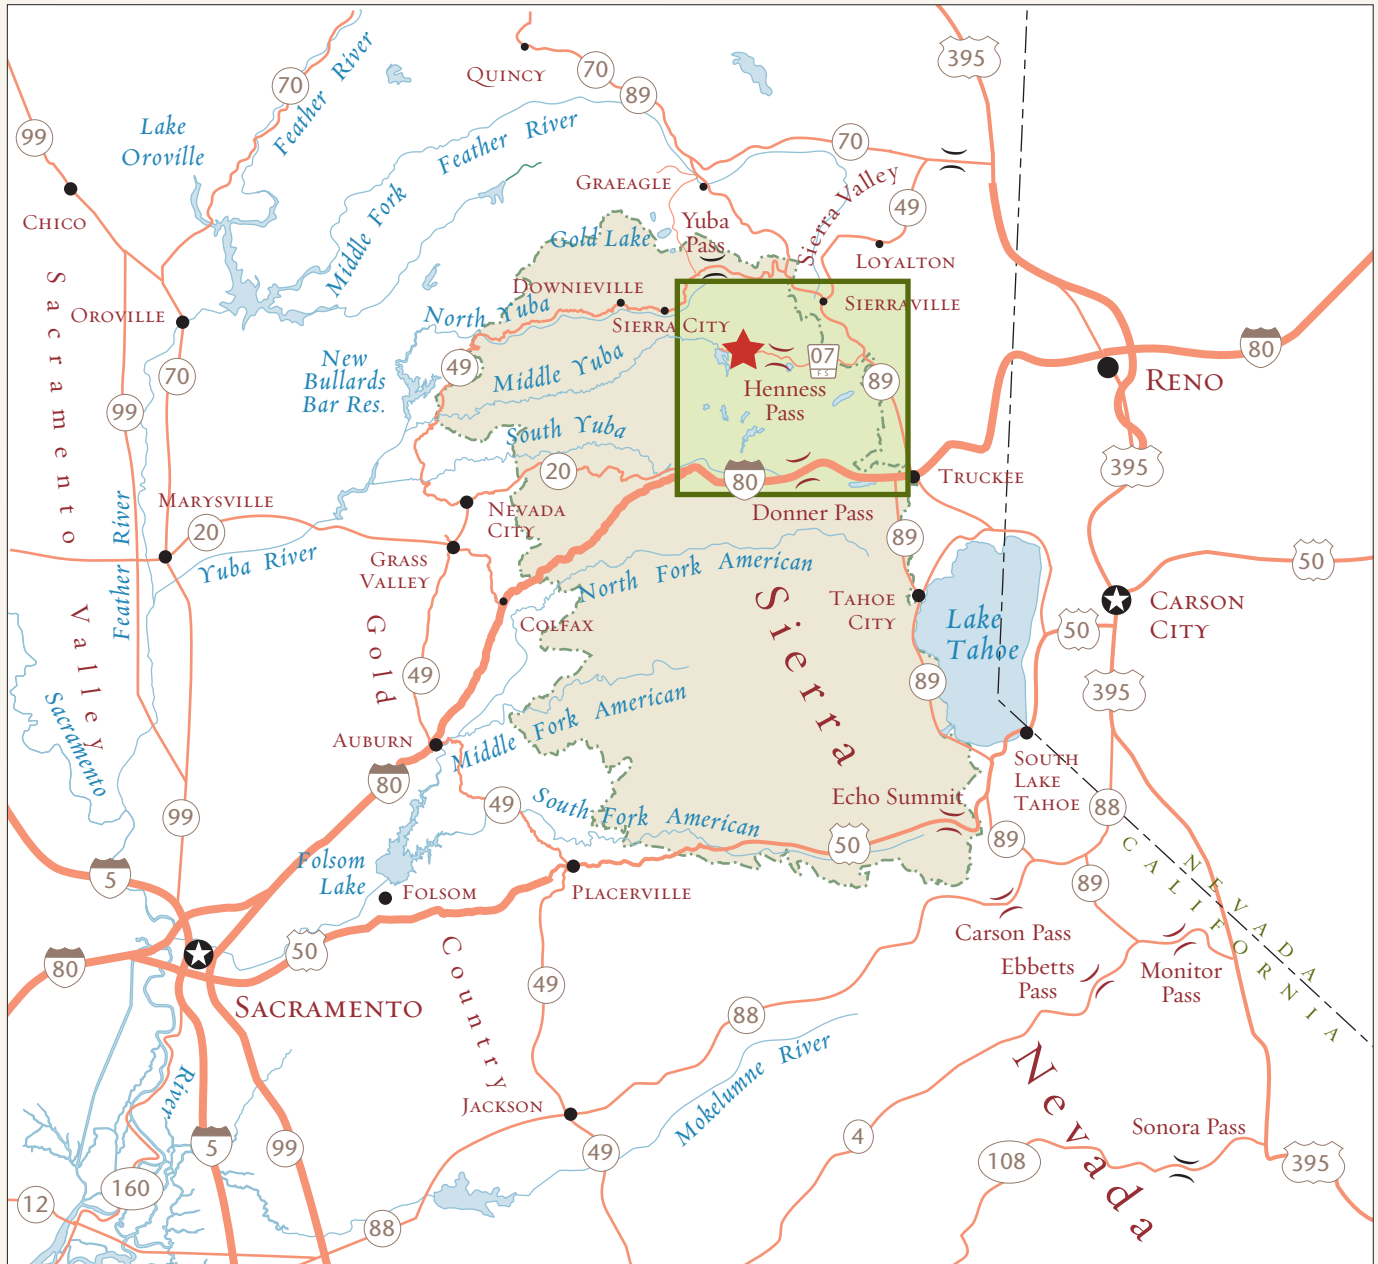 395
70
Feather River
Quincy
70
89
99
Lake
Oroville
Feather River
Middle Fork
70
Graeagle
Sierra Valley
49
Chico
Yuba
Pass
Gold Lake
Loyalton
Downieville
Sierraville
Oroville
North Yuba
Sierra City
80
New
Bullards
Bar Res.
49
Middle Yuba
07
FS
Henness
Pass
89
Reno
70
99
South Yuba
20
80
Truckee
395
Sacramento Valley
Marysville
20
Nevada
City
Donner Pass
89
Feather River
Yuba River
Grass
Valley
North Fork American
50
Tahoe
City
Lake
Tahoe
Carson
City
50
Colfax
Gold Country
Sierra Nevada
49
89
395
Sacramento
Middle Fork American
Auburn
80
South
Lake
Tahoe
Echo Summit
88
49
South Fork American
99
50
89
CALIFORNIA
NEVADA
5
Folsom
Lake
Folsom
Placerville
89
80
50
Carson Pass
Ebbetts
Pass
Monitor
Pass
49
Sacramento
88
Mokelumne River
River
Jackson
5
99
49
4
Sonora Pass
108
395
160
12
88